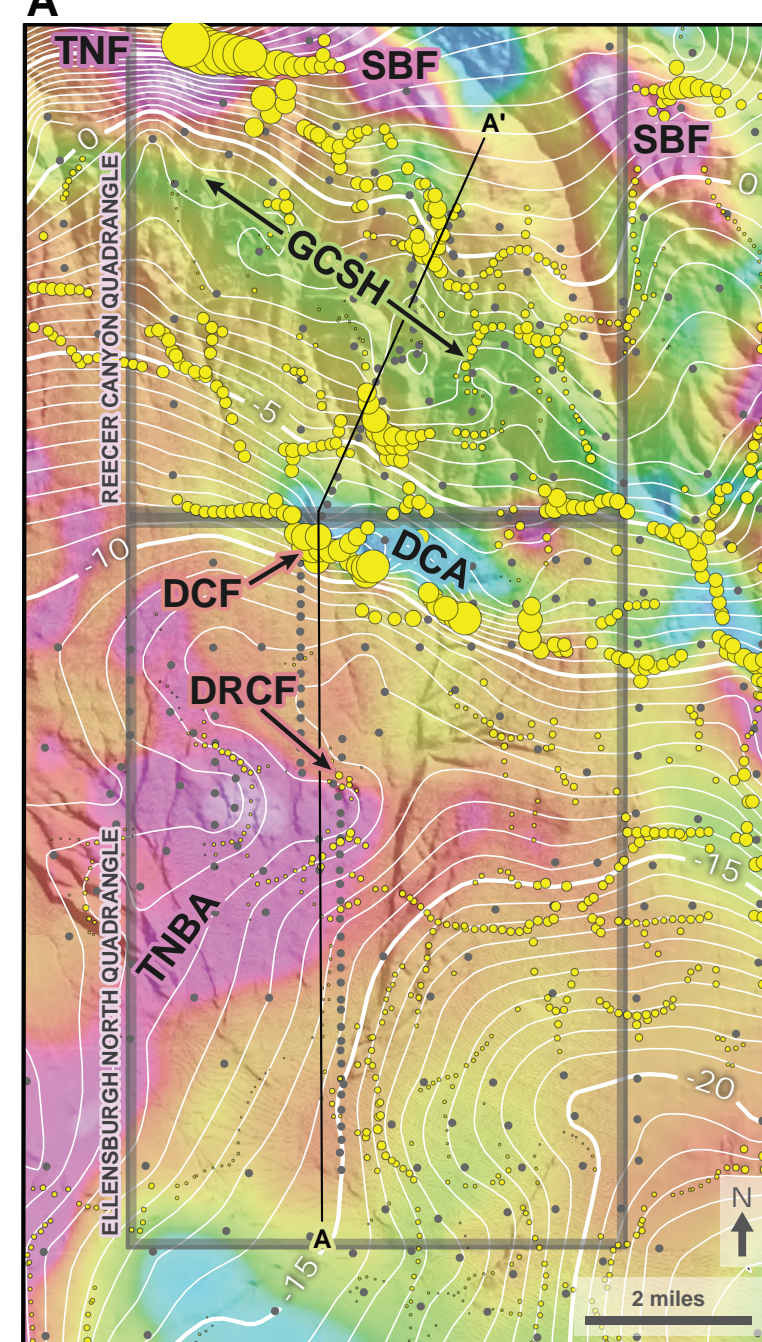 A
TNF
SBF
A'
SBF
0
0
GCSH
REECER CANYON QUADRANGLE
-5
-10
DCA
DCF
DRCF
-15
TNBA
ELLENSBURGH NORTH QUADRANGLE
-20
N
A
-15
2 miles